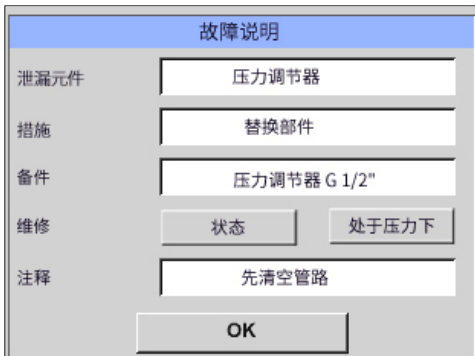 故障说明
泄漏元件 压力调节器
措施 替换部件
备件 压力调节器 G 1/2"
维修 状态 处于压力下
注释 先清空管路
OK